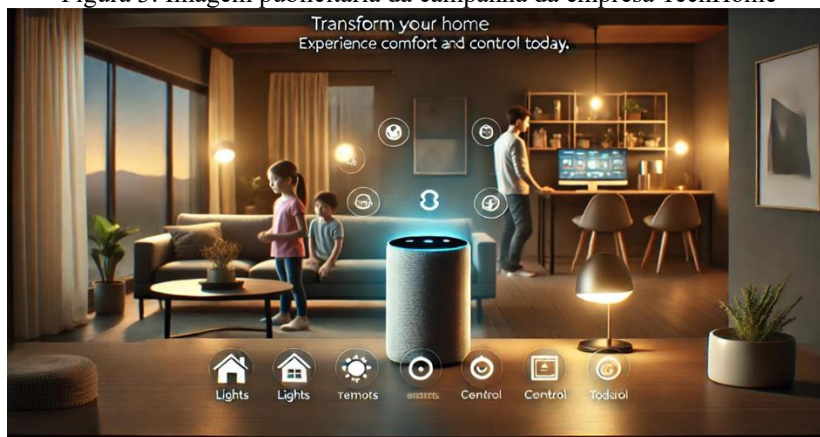 Figura 3: Imagem publicitária da campanha da empresa TechHome
Transform your home
Experience comfort and control today.
Lights Lights Temots Centrol Control Todarol